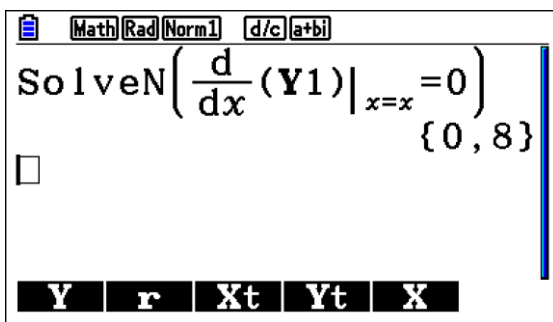 Math Rad Norm1 d/c a+bi
SolveN(d/dx(Y1)|x=x=0)
{0,8}
Y r Xt Yt X